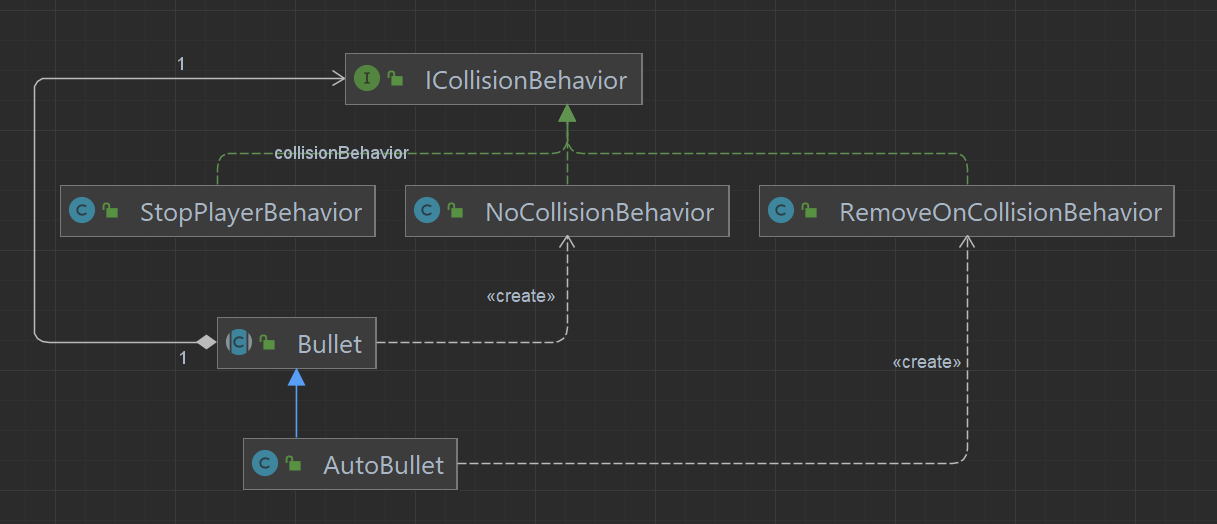 1
I ICollisionBehavior
collisionBehavior
C StopPlayerBehavior
C NoCollisionBehavior
C RemoveOnCollisionBehavior
«create»
C Bullet
1
«create»
C AutoBullet